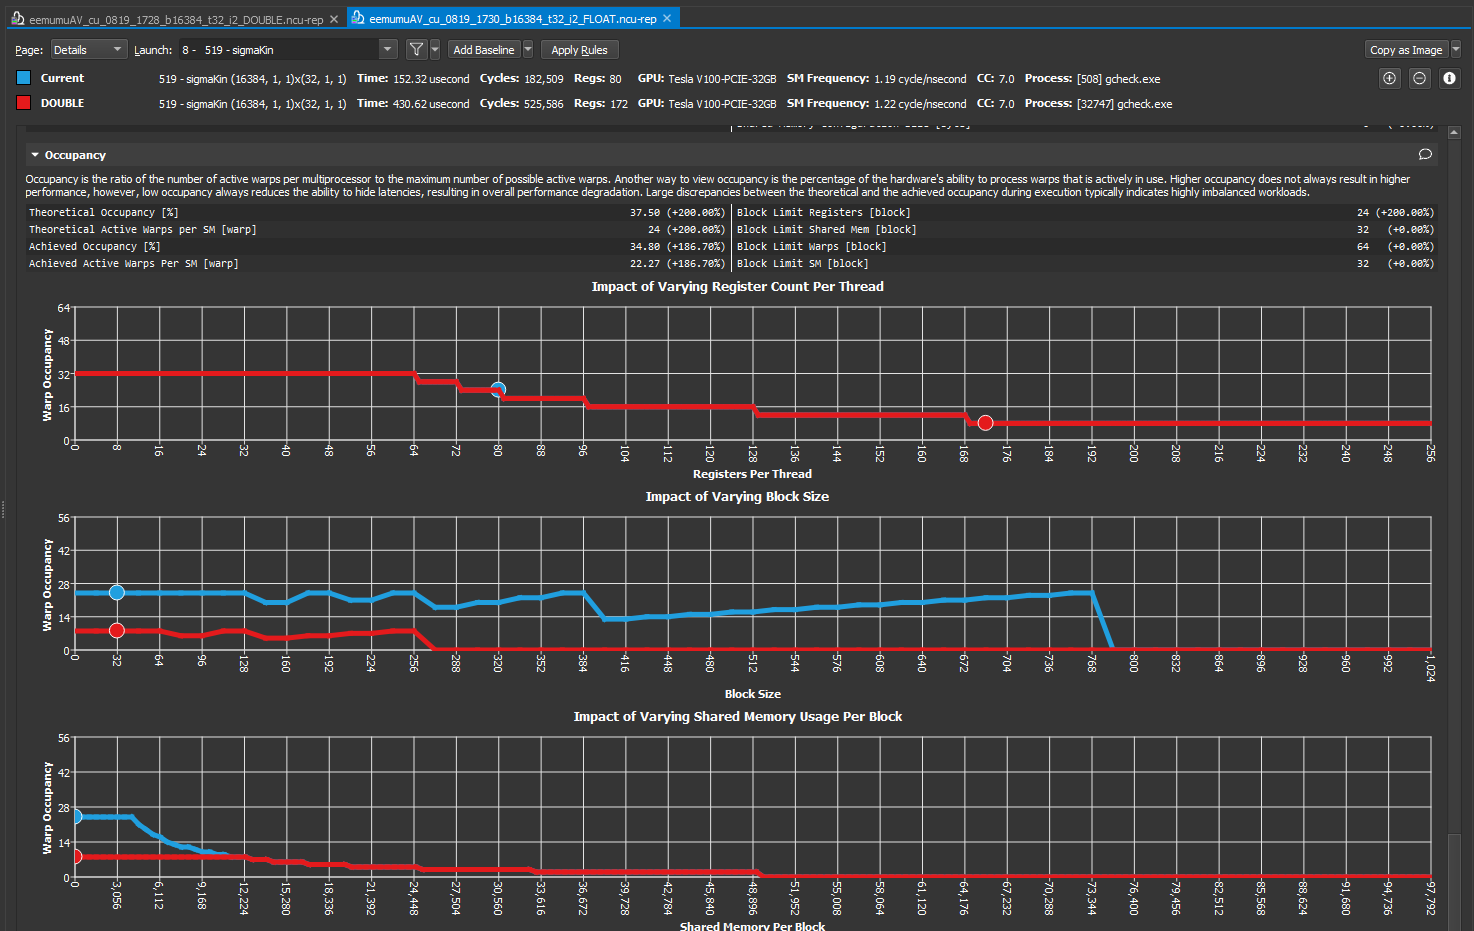 eemumuAV_cu_0819_1728_b16384_t32_i2_DOUBLE.ncu-rep
eemumuAV_cu_0819_1730_b16384_t32_i2_FLOAT.ncu-rep
Page: Details Launch: 8 - 519 - sigmaKin Add Baseline Apply Rules Copy as Image
Current 519 - sigmaKin (16384, 1, 1)x(32, 1, 1) Time: 152.32 usecond Cycles: 182,509 Regs: 80 GPU: Tesla V100-PCIE-32GB SM Frequency: 1.19 cycle/nsecond CC: 7.0 Process: [508] gcheck.exe
DOUBLE 519 - sigmaKin (16384, 1, 1)x(32, 1, 1) Time: 430.62 usecond Cycles: 525,586 Regs: 172 GPU: Tesla V100-PCIE-32GB SM Frequency: 1.22 cycle/nsecond CC: 7.0 Process: [32747] gcheck.exe
Occupancy
Occupancy is the ratio of the number of active warps per multiprocessor to the maximum number of possible active warps. Another way to view occupancy is the percentage of the hardware's ability to process warps that is actively in use. Higher occupancy does not always result in higher
performance, however, low occupancy always reduces the ability to hide latencies, resulting in overall performance degradation. Large discrepancies between the theoretical and the achieved occupancy during execution typically indicates highly imbalanced workloads.
Theoretical Occupancy [%] 37.50 (+200.00%) Block Limit Registers [block] 24 (+200.00%)
Theoretical Active Warps per SM [warp] 24 (+200.00%) Block Limit Shared Mem [block] 32 (+0.00%)
Achieved Occupancy [%] 34.80 (+186.70%) Block Limit Warps [block] 64 (+0.00%)
Achieved Active Warps Per SM [warp] 22.27 (+186.70%) Block Limit SM [block] 32 (+0.00%)
Impact of Varying Register Count Per Thread
Warp Occupancy
64
48
32
16
0
0 8 16 24 32 40 48 56 64 72 80 88 96 104 112 120 128 136 144 152 160 168 176 184 192 200 208 216 224 232 240 248 256
Registers Per Thread
Impact of Varying Block Size
Warp Occupancy
56
42
28
14
0
0 32 64 96 128 160 192 224 256 288 320 352 384 416 448 480 512 544 576 608 640 672 704 736 768 800 832 864 896 928 960 992 1,024
Block Size
Impact of Varying Shared Memory Usage Per Block
Warp Occupancy
56
42
28
14
0
0 3,056 6,112 9,168 12,224 15,280 18,336 21,392 24,448 27,504 30,560 33,616 36,672 39,728 42,784 45,840 48,896 51,952 55,008 58,064 61,120 64,176 67,232 70,288 73,344 76,400 79,456 82,512 85,568 88,624 91,680 94,736 97,792
Shared Memory Per Block